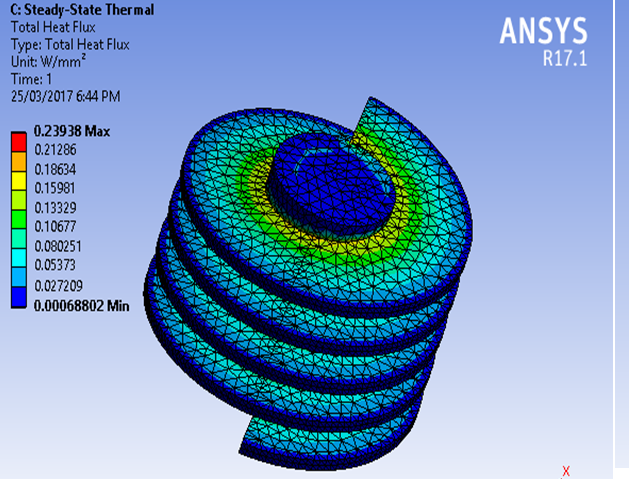 C: Steady-State Thermal
Total Heat Flux
Type: Total Heat Flux
Unit: W/mm²
Time: 1
25/03/2017 6:44 PM
ANSYS
R17.1
0.23938 Max
0.21286
0.18634
0.15981
0.13329
0.10677
0.080251
0.05373
0.027209
0.00068802 Min
X